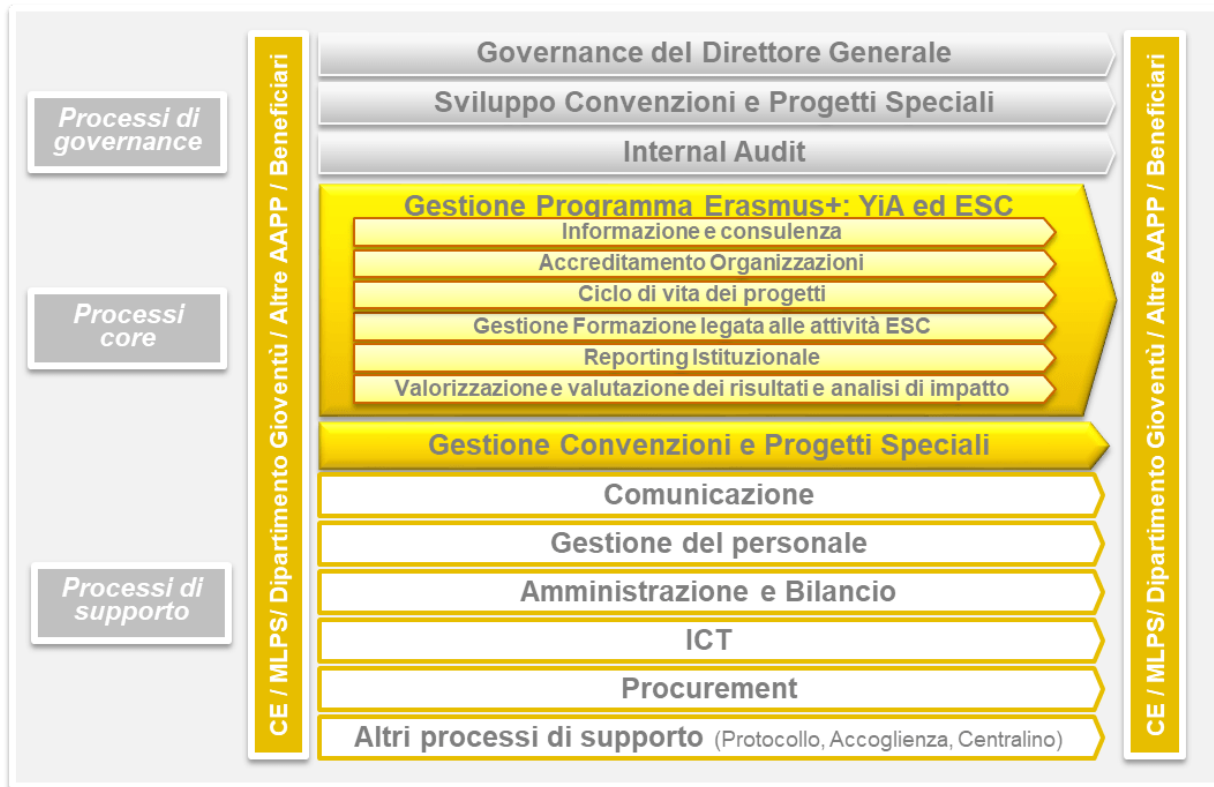 Processi di
governance
Processi
core
Processi di
supporto
CE / MLPS/ Dipartimento Gioventù / Altre AAPP / Beneficiari
Governance del Direttore Generale
Sviluppo Convenzioni e Progetti Speciali
Internal Audit
Gestione Programma Erasmus+: YiA ed ESC
Informazione e consulenza
Accreditamento Organizzazioni
Ciclo di vita dei progetti
Gestione Formazione legata alle attività ESC
Reporting Istituzionale
Valorizzazione e valutazione dei risultati e analisi di impatto
Gestione Convenzioni e Progetti Speciali
Comunicazione
Gestione del personale
Amministrazione e Bilancio
ICT
Procurement
Altri processi di supporto (Protocollo, Accoglienza, Centralino)
CE / MLPS/ Dipartimento Gioventù / Altre AAPP / Beneficiari